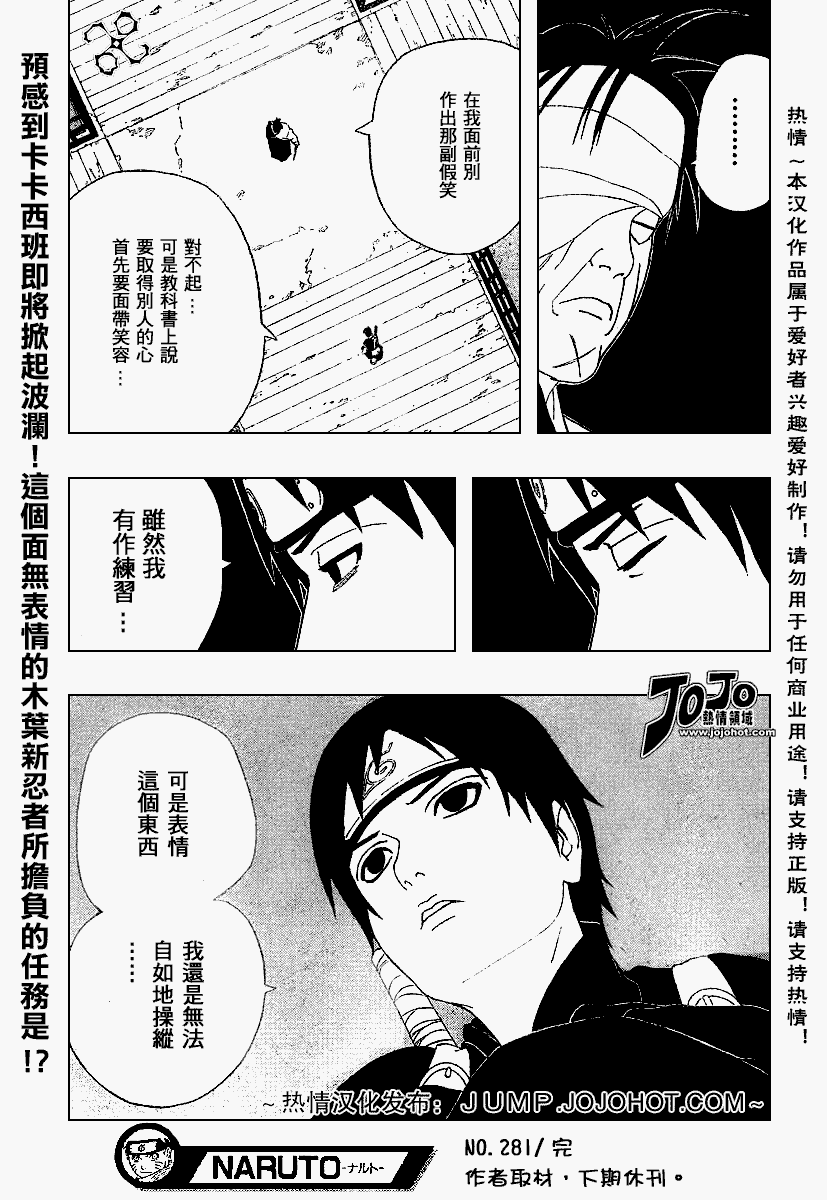 ………
在我面前別
作出那副假笑
對不起…
可是教科書上說
要取得別人的心
首先要面帶笑容…
雖然我
有作練習…
可是表情
這個東西
我還是無法
自如地操縱
……
預感到卡卡西班即將掀起波瀾！這個面無表情的木葉新忍者所擔負的任務是!?
热情～本汉化作品属于爱好者兴趣爱好制作！请勿用于任何商业用途！请支持正版！请支持热情！
JOJO
熱情領域
www.jojohot.com
～热情汉化发布：JUMP.JOJOHOT.COM～
NARUTO-ナルト-
NO.281/完
作者取材，下期休刊。